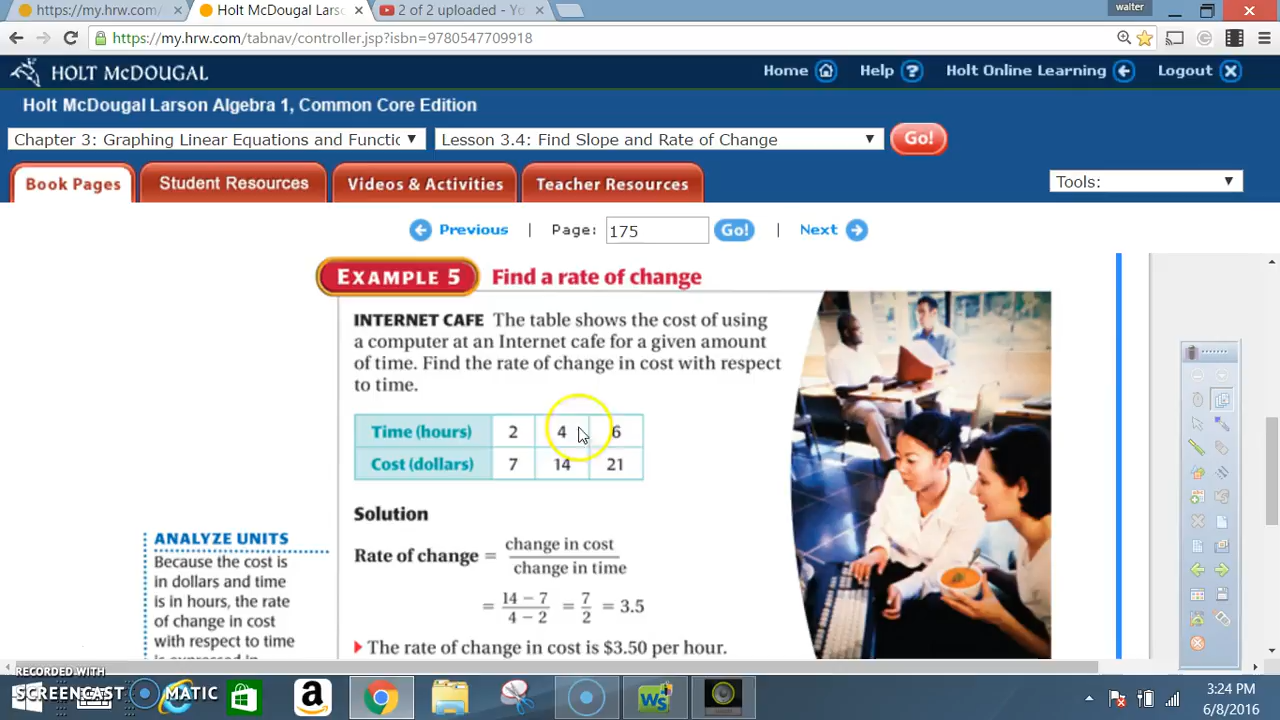 https://my.hrw.com/tabnav/ ×
Holt McDougal Lars ×
2 of 2 uploaded - Yo ×
walter
https://my.hrw.com/tabnav/controller.jsp?isbn=9780547709918
HOLT MCDOUGAL
Home
Help ?
Holt Online Learning
Logout X
Holt McDougal Larson Algebra 1, Common Core Edition
Chapter 3: Graphing Linear Equations and Functic
Lesson 3.4: Find Slope and Rate of Change
Go!
Book Pages
Student Resources
Videos & Activities
Teacher Resources
Tools:
Previous | Page: 175 Go! | Next
EXAMPLE 5 Find a rate of change
INTERNET CAFE The table shows the cost of using
a computer at an Internet cafe for a given amount
of time. Find the rate of change in cost with respect
to time.
Time (hours) 2 4 6
Cost (dollars) 7 14 21
Solution
Rate of change = change in cost / change in time
= 14 − 7 / 4 − 2 = 7 / 2 = 3.5
The rate of change in cost is $3.50 per hour.
ANALYZE UNITS
Because the cost is
in dollars and time
is in hours, the rate
of change in cost
with respect to time
RECORDED WITH
SCREENCAST MATIC
3:24 PM
6/8/2016